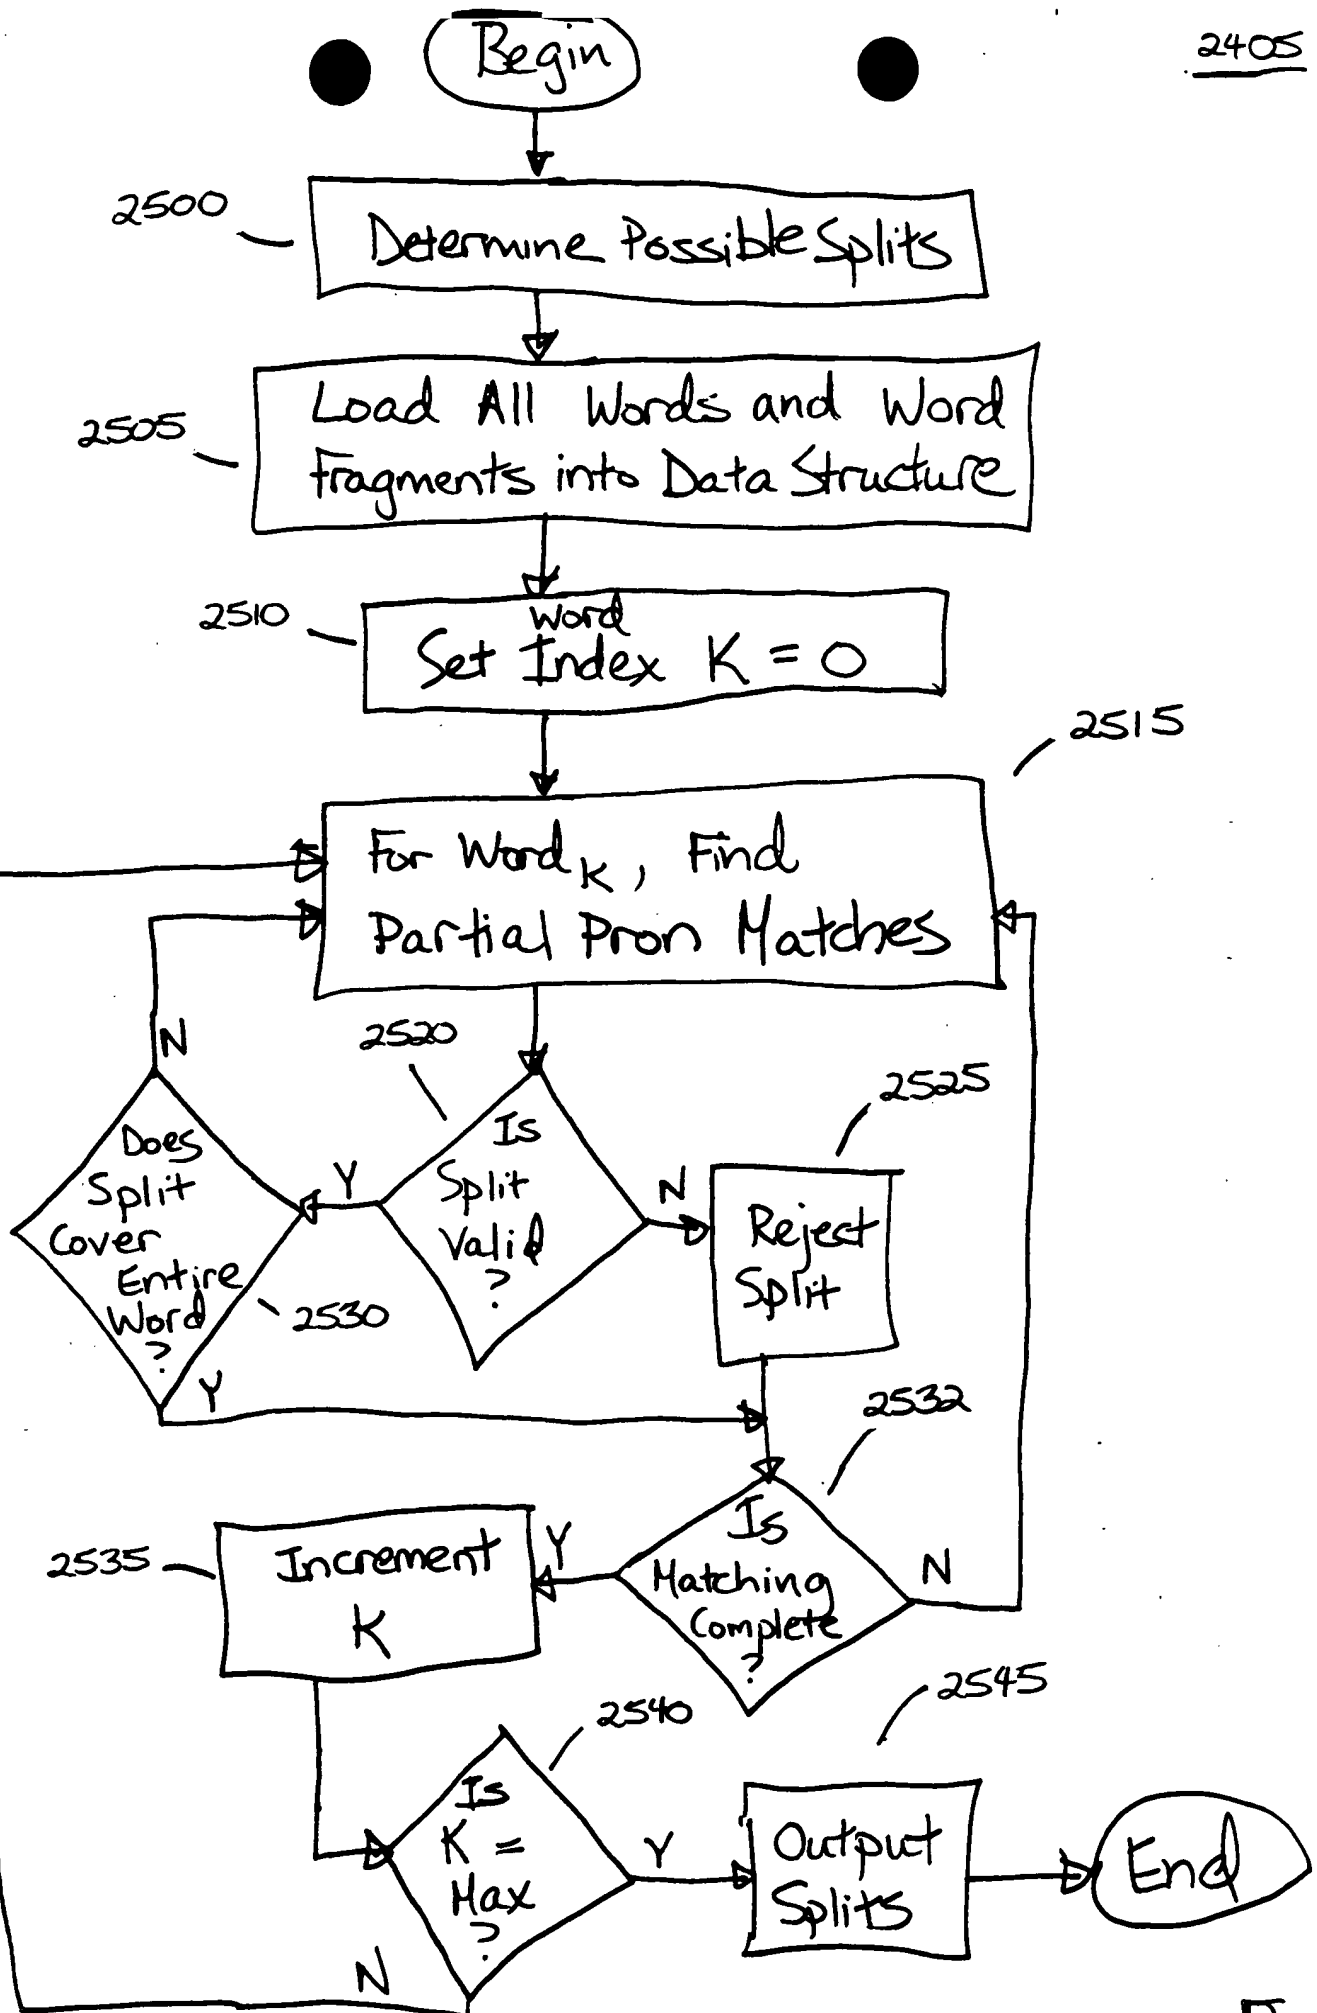 Begin
2405
2500
Determine Possible Splits
2505
Load All Words and Word
Fragments into Data Structure
2510
word
Set Index K = 0
2515
For Word K, Find
Partial Pron Matches
N
2520
2525
Does
Split
Cover
Entire
Word
?
2530
Y
Y
Is
Split
Valid
?
N
Reject
Split
2532
2535
Increment
K
Y
Is
Matching
Complete
?
N
2540
2545
Is
K =
Max
?
Y
N
Output
Splits
End